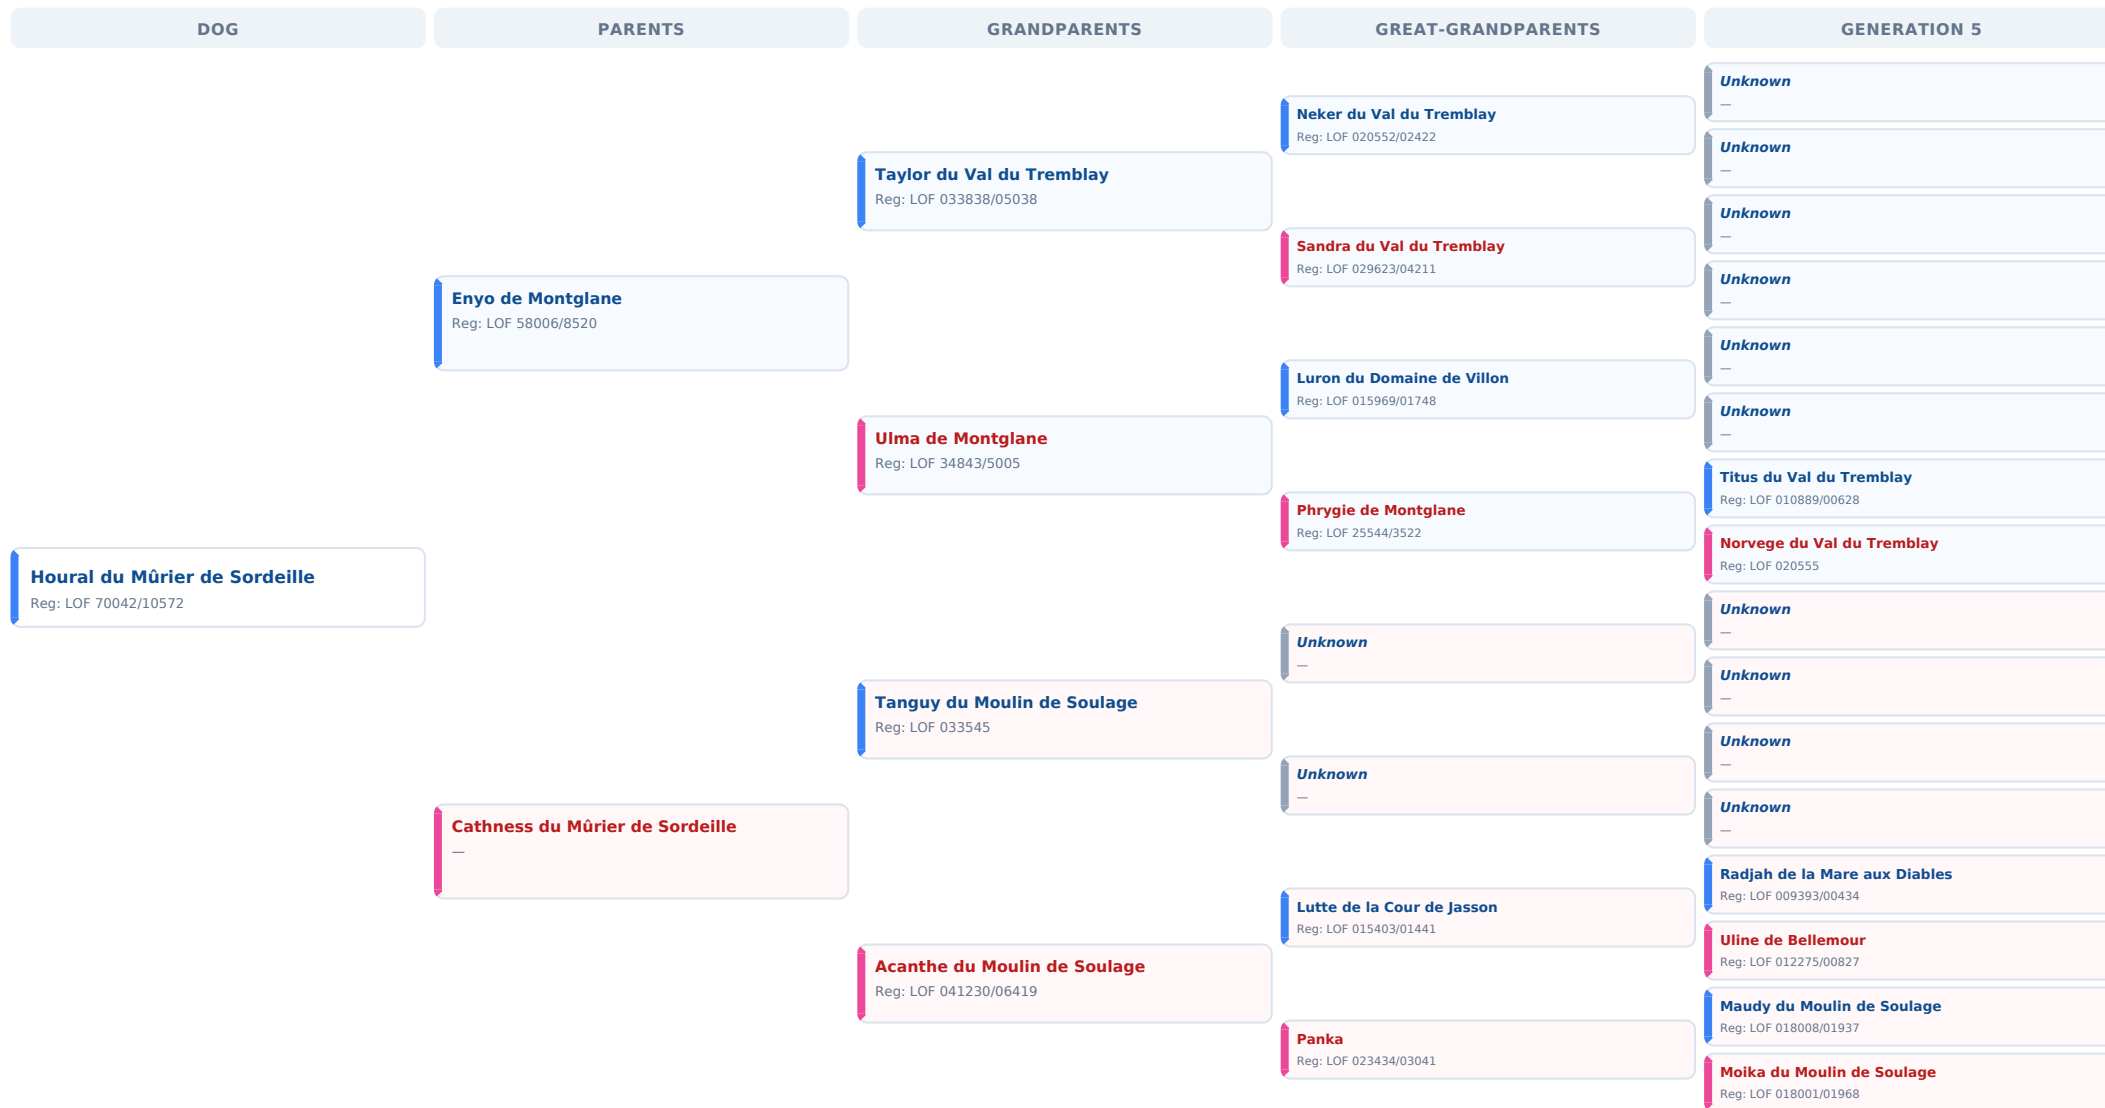 DOG
PARENTS
GRANDPARENTS
GREAT-GRANDPARENTS
GENERATION 5
Houral du Mûrier de Sordeille
Reg: LOF 70042/10572
Enyo de Montglane
Reg: LOF 58006/8520
Cathness du Mûrier de Sordeille
—
Taylor du Val du Tremblay
Reg: LOF 033838/05038
Ulma de Montglane
Reg: LOF 34843/5005
Tanguy du Moulin de Soulage
Reg: LOF 033545
Acanthe du Moulin de Soulage
Reg: LOF 041230/06419
Neker du Val du Tremblay
Reg: LOF 020552/02422
Sandra du Val du Tremblay
Reg: LOF 029623/04211
Luron du Domaine de Villon
Reg: LOF 015969/01748
Phrygie de Montglane
Reg: LOF 25544/3522
Unknown
—
Unknown
—
Lutte de la Cour de Jasson
Reg: LOF 015403/01441
Panka
Reg: LOF 023434/03041
Unknown
—
Unknown
—
Unknown
—
Unknown
—
Unknown
—
Unknown
—
Titus du Val du Tremblay
Reg: LOF 010889/00628
Norvege du Val du Tremblay
Reg: LOF 020555
Unknown
—
Unknown
—
Unknown
—
Unknown
—
Radjah de la Mare aux Diables
Reg: LOF 009393/00434
Uline de Bellemour
Reg: LOF 012275/00827
Maudy du Moulin de Soulage
Reg: LOF 018008/01937
Moika du Moulin de Soulage
Reg: LOF 018001/01968